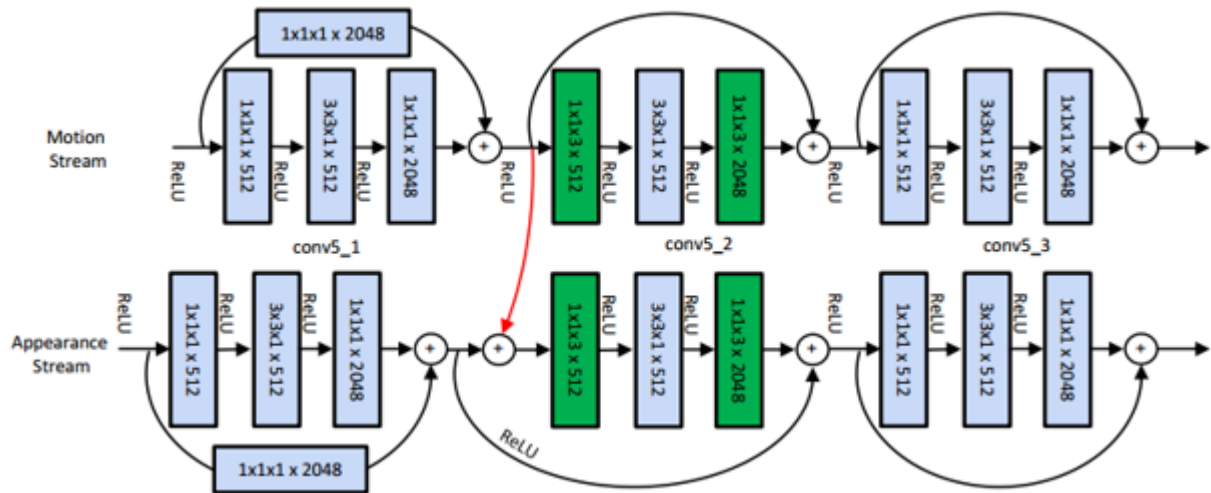 1x1x1 x 2048
1x1x1 x 512
3x3x1 x 512
1x1x1 x 2048
+
1x1x3 x 512
3x3x1 x 512
1x1x3 x 2048
+
1x1x1 x 512
3x3x1 x 512
1x1x1 x 2048
+
Motion
Stream
ReLU
ReLU
ReLU
ReLU
ReLU
ReLU
ReLU
ReLU
ReLU
conv5_1
conv5_2
conv5_3
ReLU
ReLU
ReLU
ReLU
ReLU
ReLU
ReLU
ReLU
Appearance
Stream
1x1x1 x 512
3x3x1 x 512
1x1x1 x 2048
+
+
1x1x3 x 512
3x3x1 x 512
1x1x3 x 2048
+
1x1x1 x 512
3x3x1 x 512
1x1x1 x 2048
+
ReLU
1x1x1 x 2048